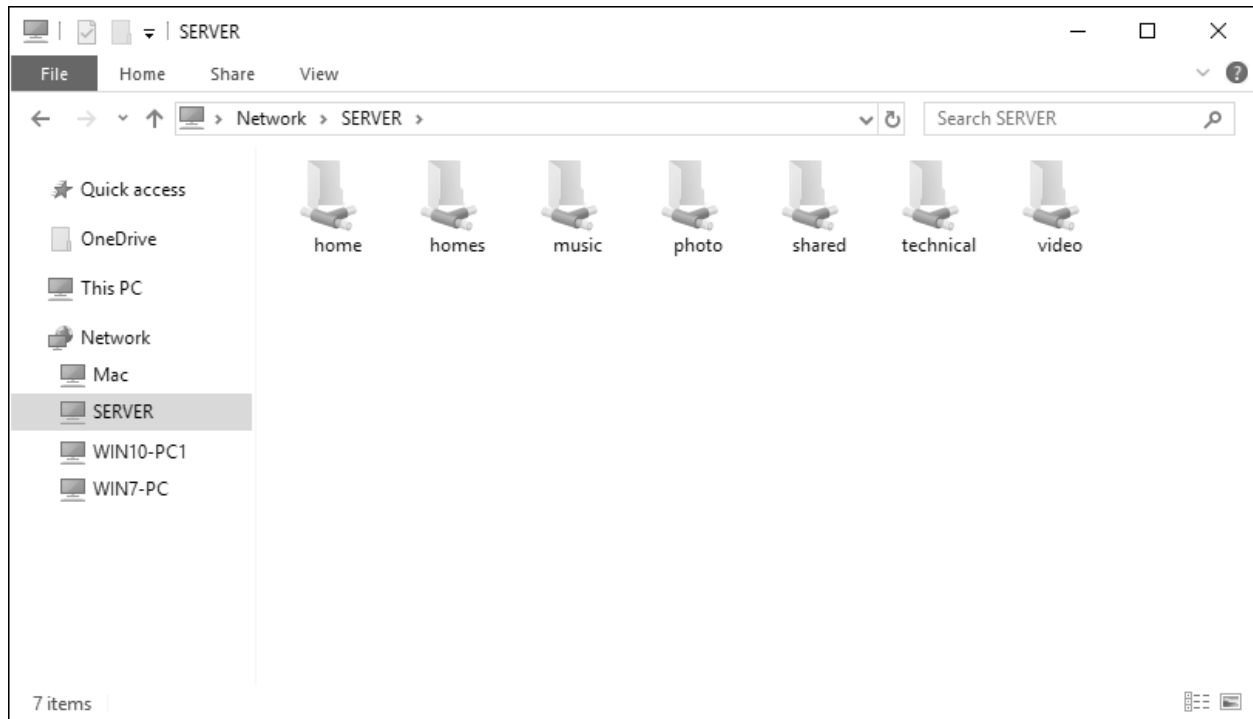 SERVER
File Home Share View
Network > SERVER >
Search SERVER
Quick access
OneDrive
This PC
Network
Mac
SERVER
WIN10-PC1
WIN7-PC
home homes music photo shared technical video
7 items